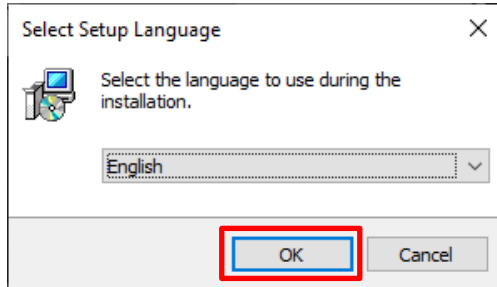 Select Setup Language
Select the language to use during the
installation.
English
OK Cancel